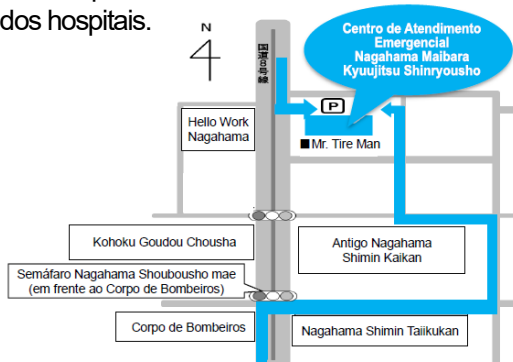 dos hospitais.
N
Centro de Atendimento
Emergencial
Nagahama Maibara
Kyuujitsu Shinryousho
国道8号線
P
Hello Work
Nagahama
■Mr. Tire Man
Kohoku Goudou Chousha
Antigo Nagahama
Shimin Kaikan
Semáfaro Nagahama Shoubousho mae
(em frente ao Corpo de Bombeiros)
Corpo de Bombeiros
Nagahama Shimin Taiikukan